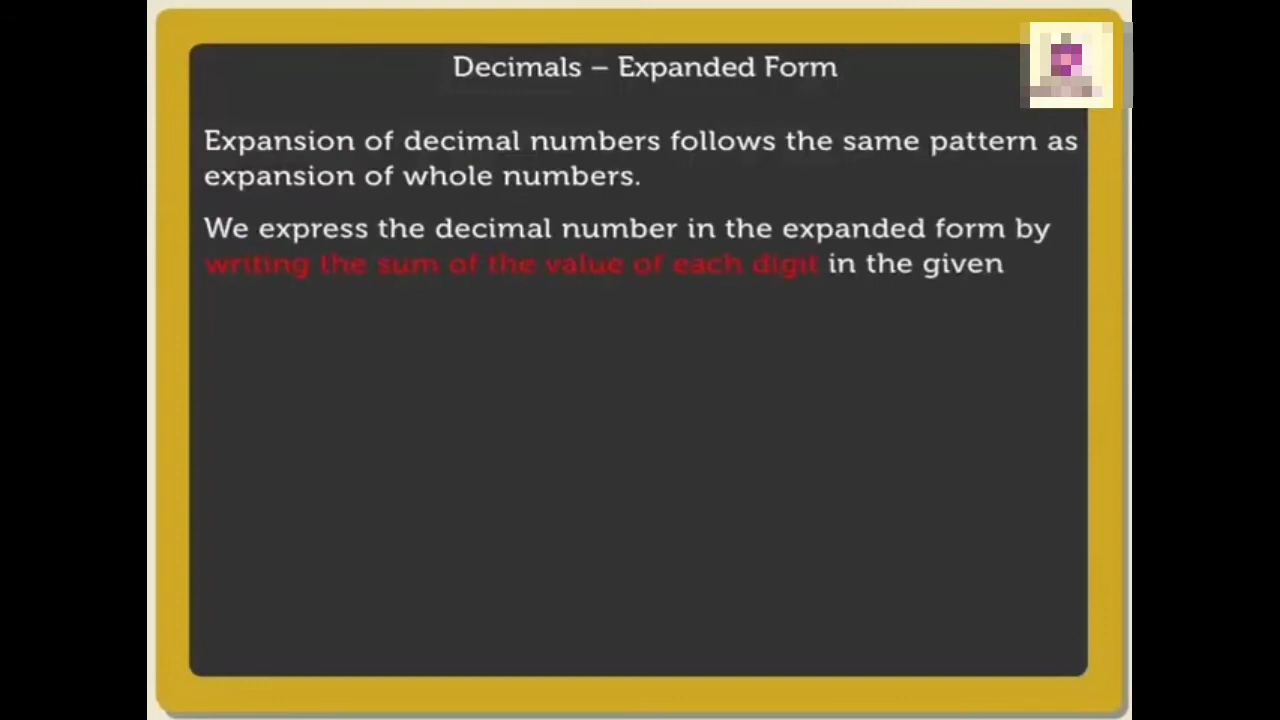 Decimals – Expanded Form
Expansion of decimal numbers follows the same pattern as
expansion of whole numbers.
We express the decimal number in the expanded form by
writing the sum of the value of each digit in the given